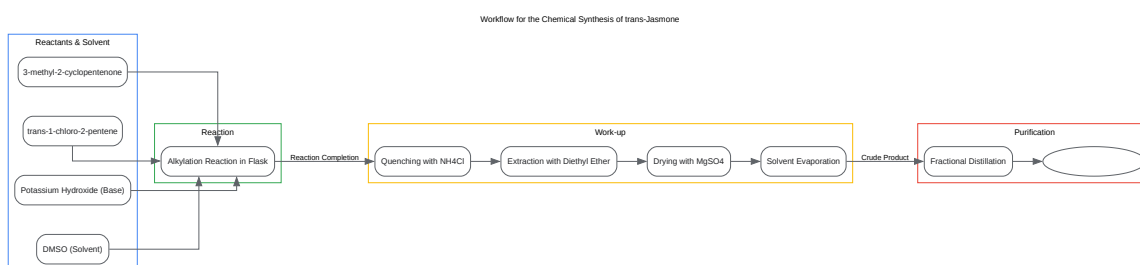 Workflow for the Chemical Synthesis of trans-Jasmone
Reactants & Solvent
3-methyl-2-cyclopentenone
trans-1-chloro-2-pentene
Potassium Hydroxide (Base)
DMSO (Solvent)
Reaction
Alkylation Reaction in Flask
Reaction Completion
Work-up
Quenching with NH4Cl
Extraction with Diethyl Ether
Drying with MgSO4
Solvent Evaporation
Crude Product
Purification
Fractional Distillation